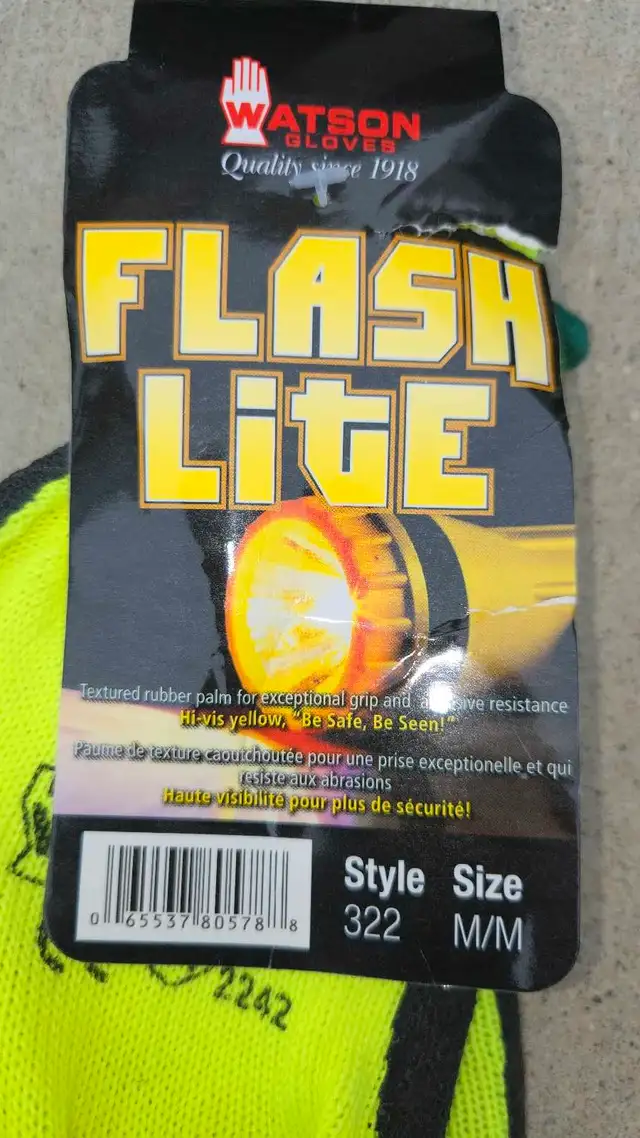 WATSON
GLOVES
Quality since 1918
FLASH
LiTE
Textured rubber palm for exceptional grip and resistance
Hi-vis yellow, "Be Safe, Be Seen!"
Paume de texture caoutchoutée pour une prise exceptionelle et qui
resiste aux abrasions
Haute visibilité pour plus de sécurité!
Style Size
322 M/M
0 65537 80578 8
2242